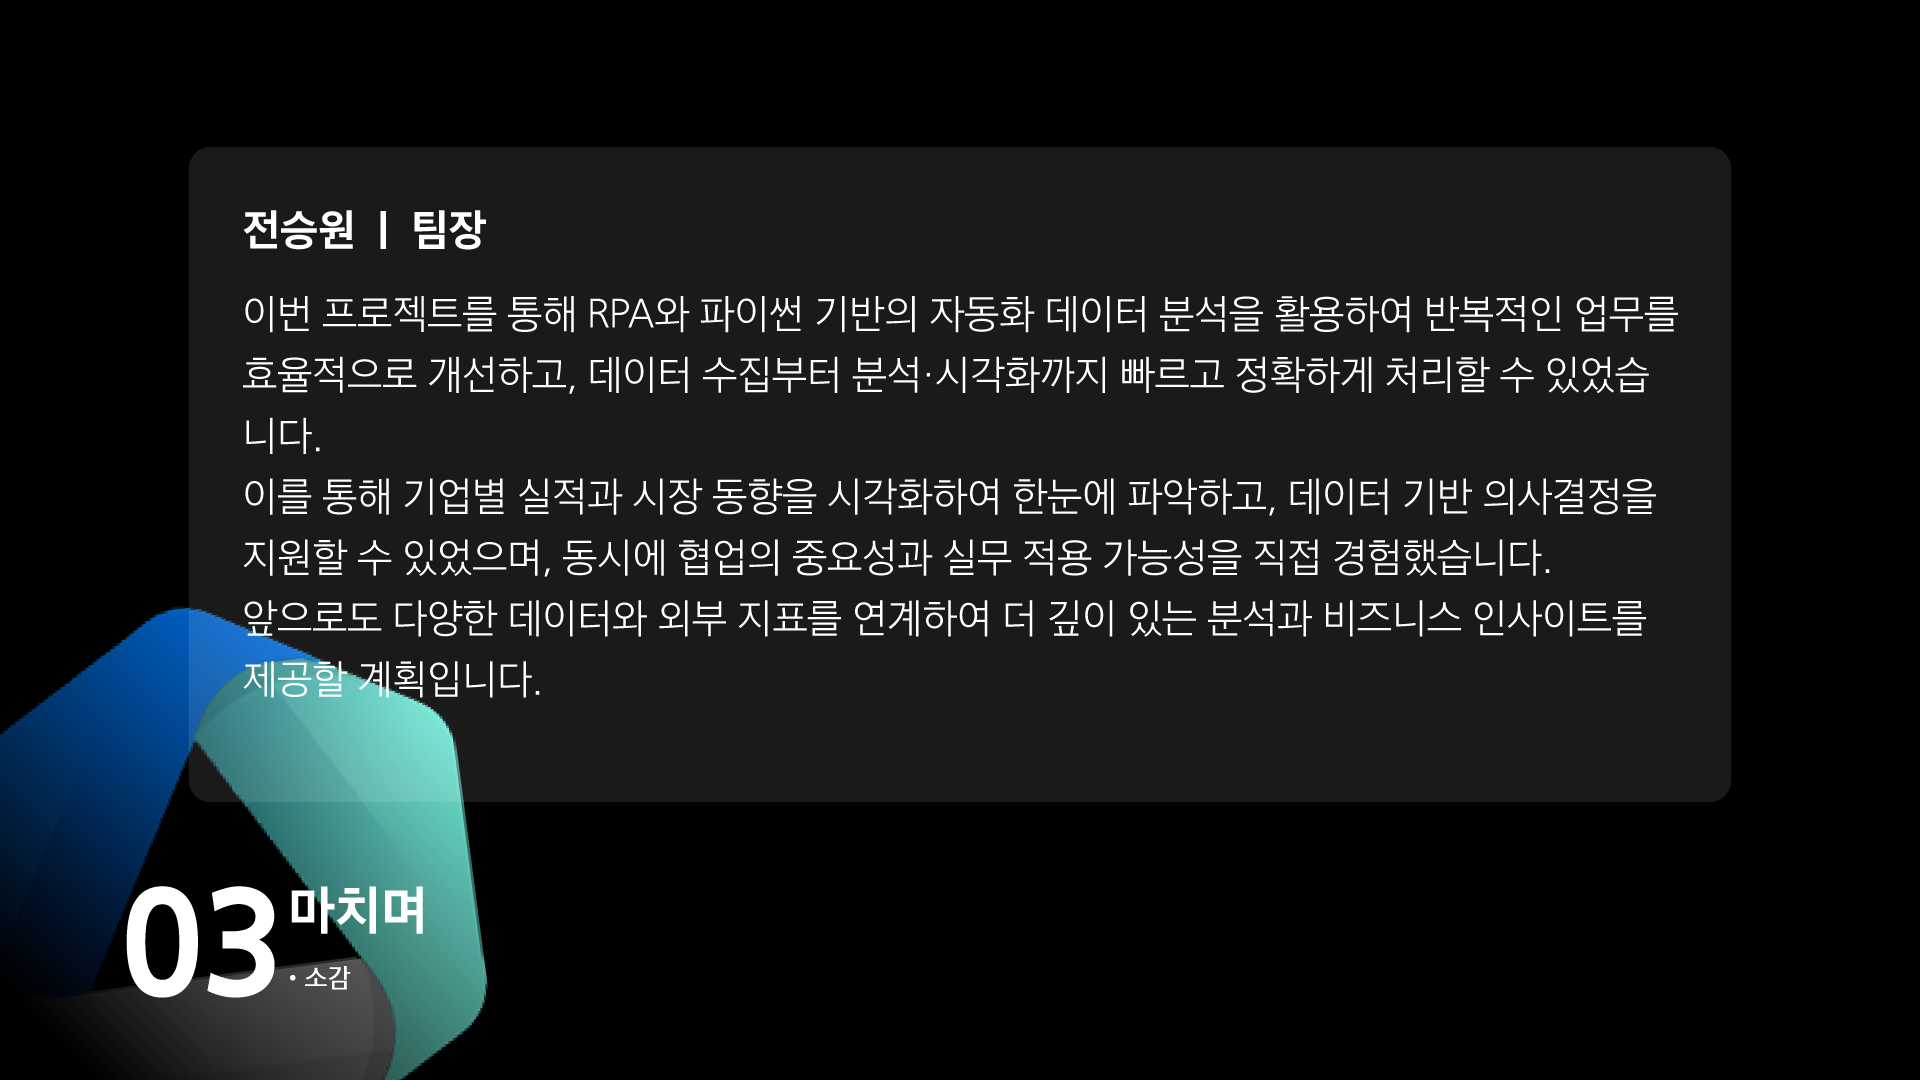 전승원 | 팀장
이번 프로젝트를 통해 RPA와 파이썬 기반의 자동화 데이터 분석을 활용하여 반복적인 업무를
효율적으로 개선하고, 데이터 수집부터 분석·시각화까지 빠르고 정확하게 처리할 수 있었습
니다.
이를 통해 기업별 실적과 시장 동향을 시각화하여 한눈에 파악하고, 데이터 기반 의사결정을
지원할 수 있었으며, 동시에 협업의 중요성과 실무 적용 가능성을 직접 경험했습니다.
앞으로도 다양한 데이터와 외부 지표를 연계하여 더 깊이 있는 분석과 비즈니스 인사이트를
제공할 계획입니다.
03 마치며
• 소감